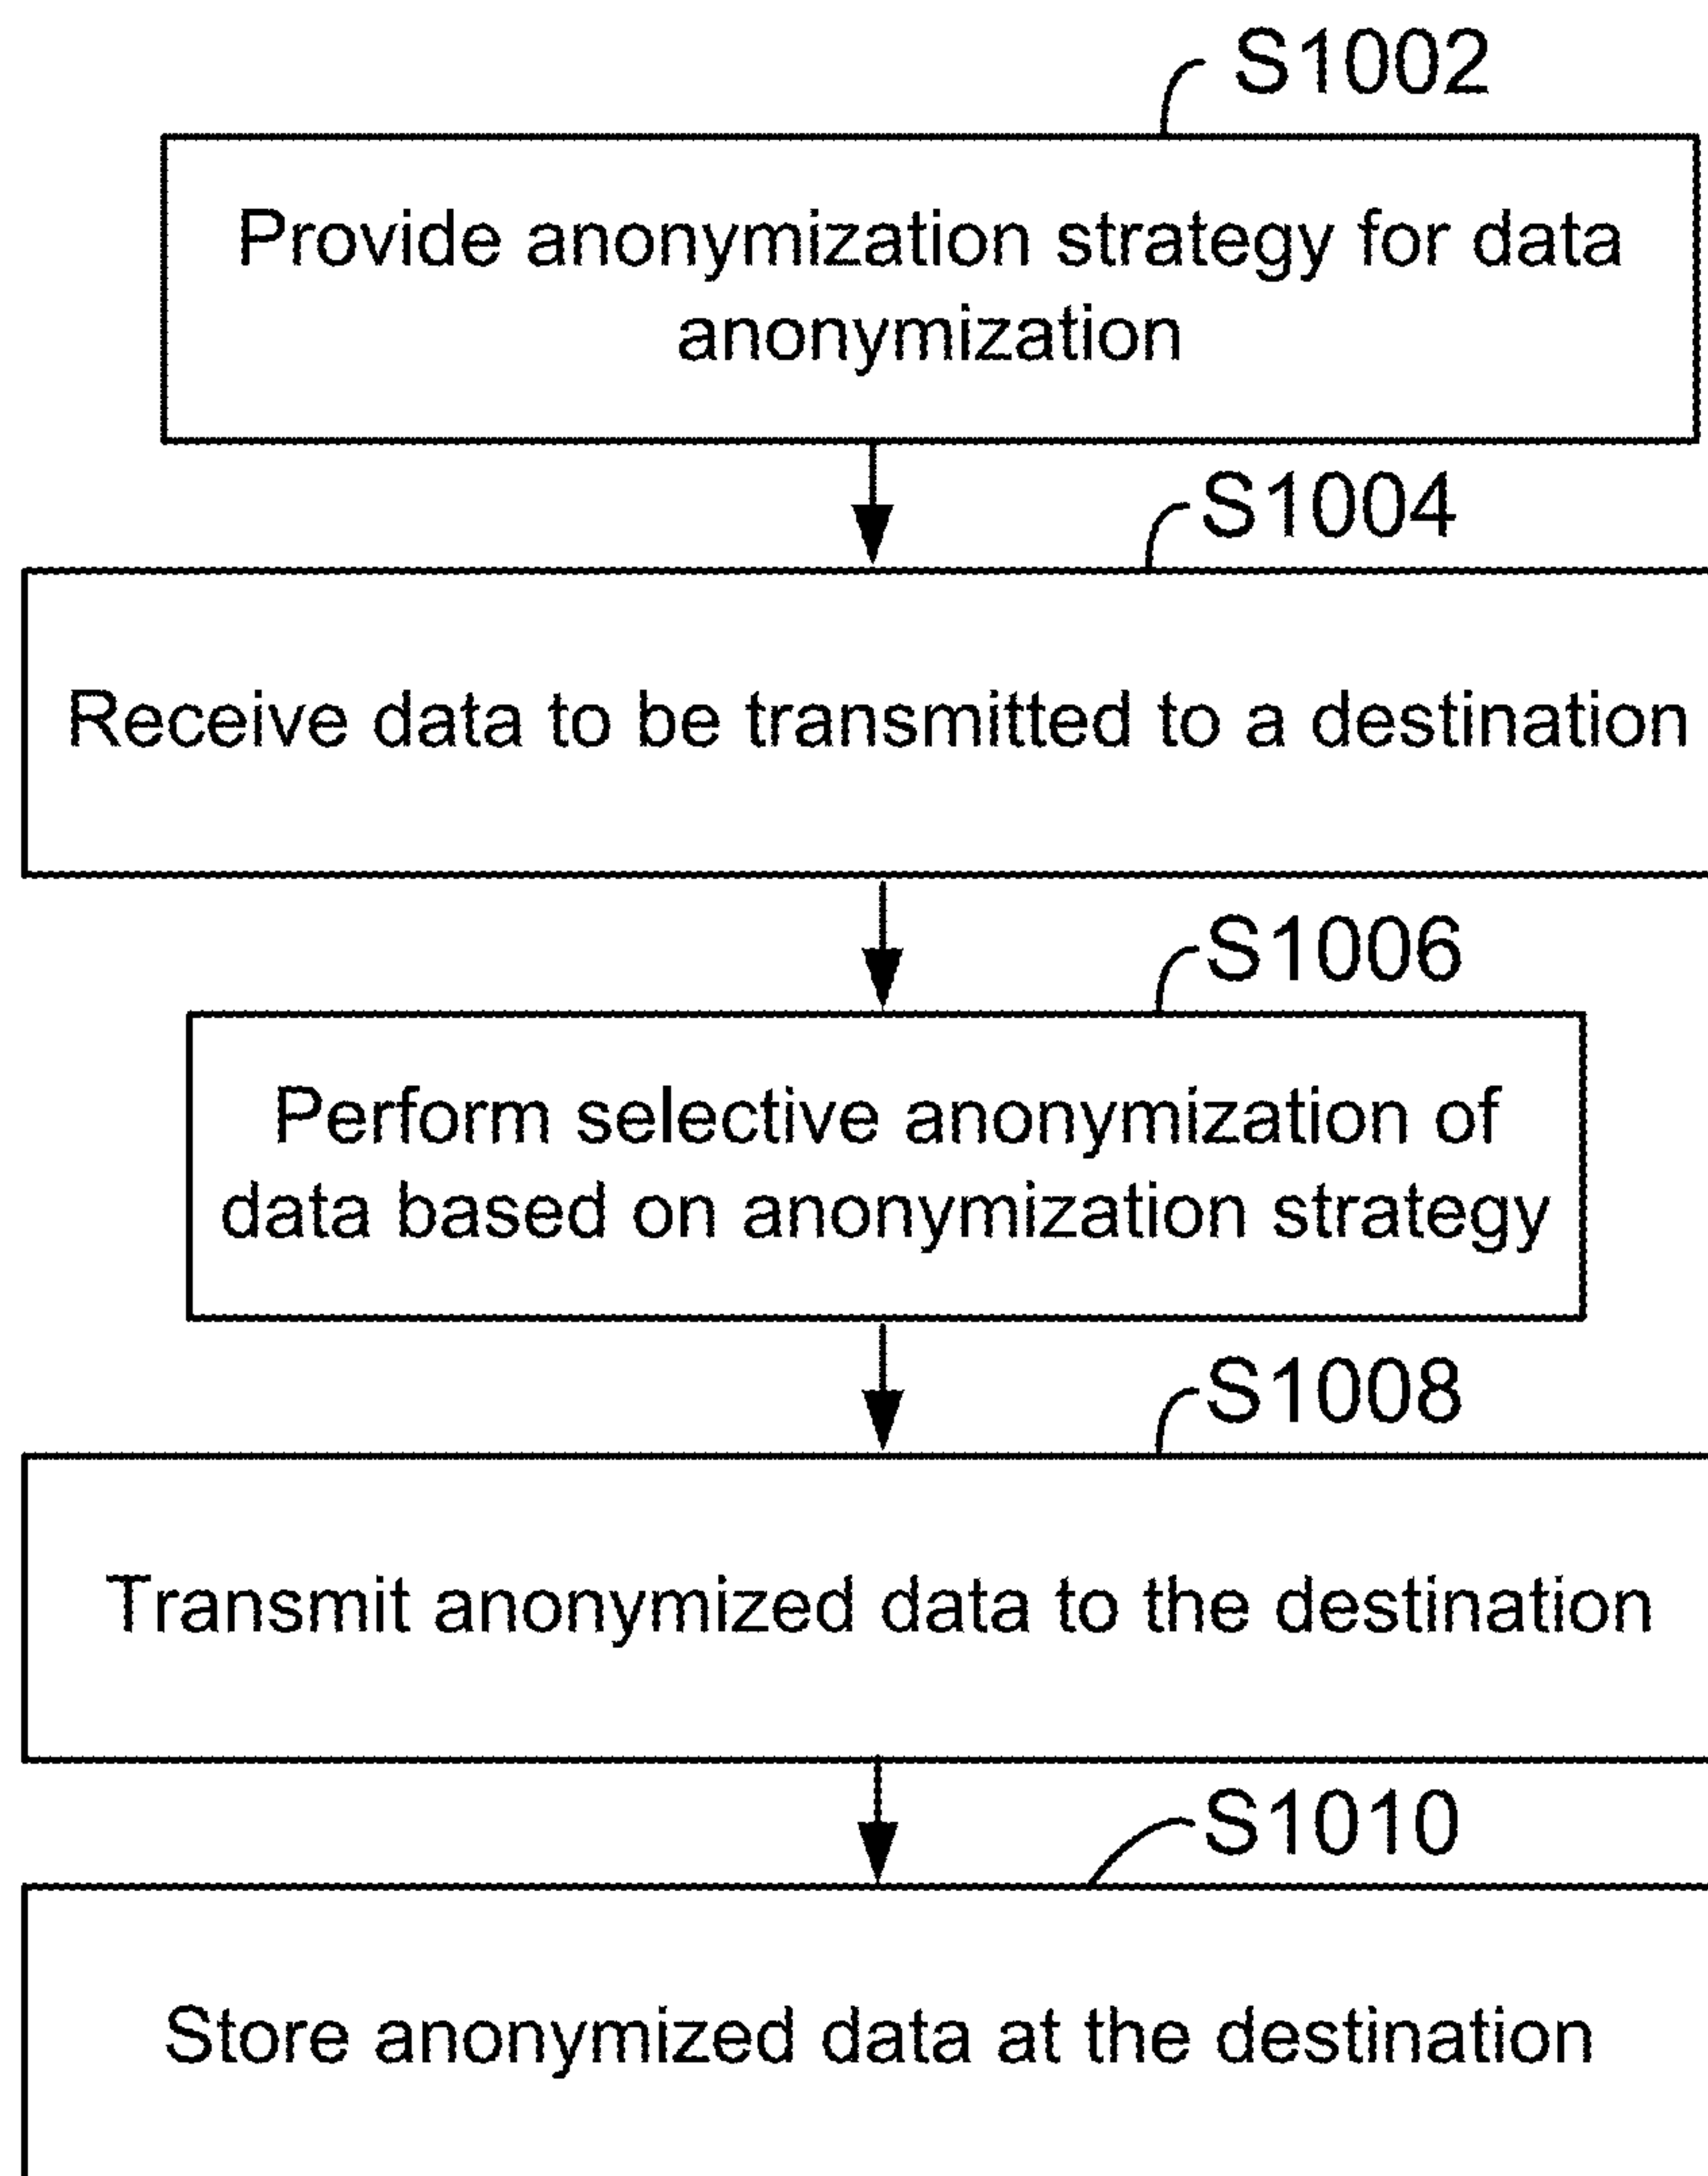 S1002
Provide anonymization strategy for data
anonymization
S1004
Receive data to be transmitted to a destination
S1006
Perform selective anonymization of
data based on anonymization strategy
S1008
Transmit anonymized data to the destination
S1010
Store anonymized data at the destination